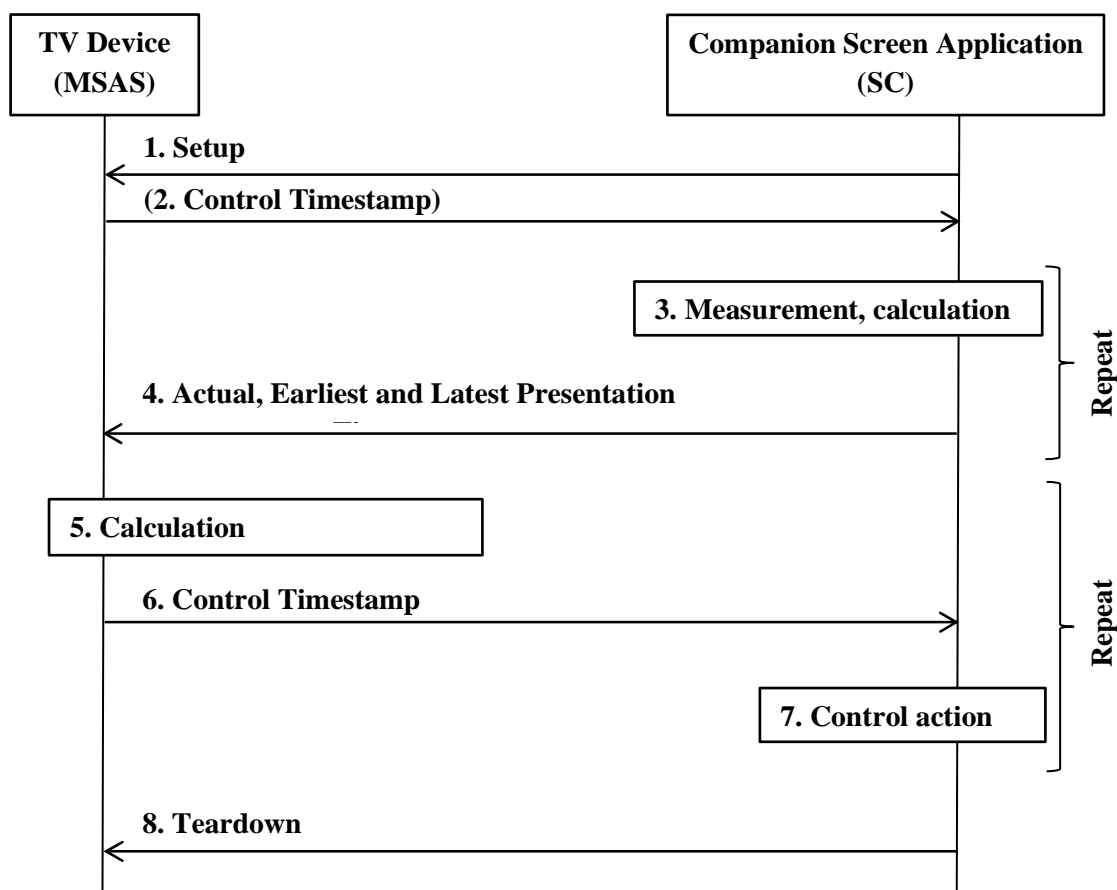 TV Device
(MSAS)
Companion Screen Application
(SC)
1. Setup
(2. Control Timestamp)
3. Measurement, calculation
Repeat
4. Actual, Earliest and Latest Presentation
5. Calculation
6. Control Timestamp
Repeat
7. Control action
8. Teardown